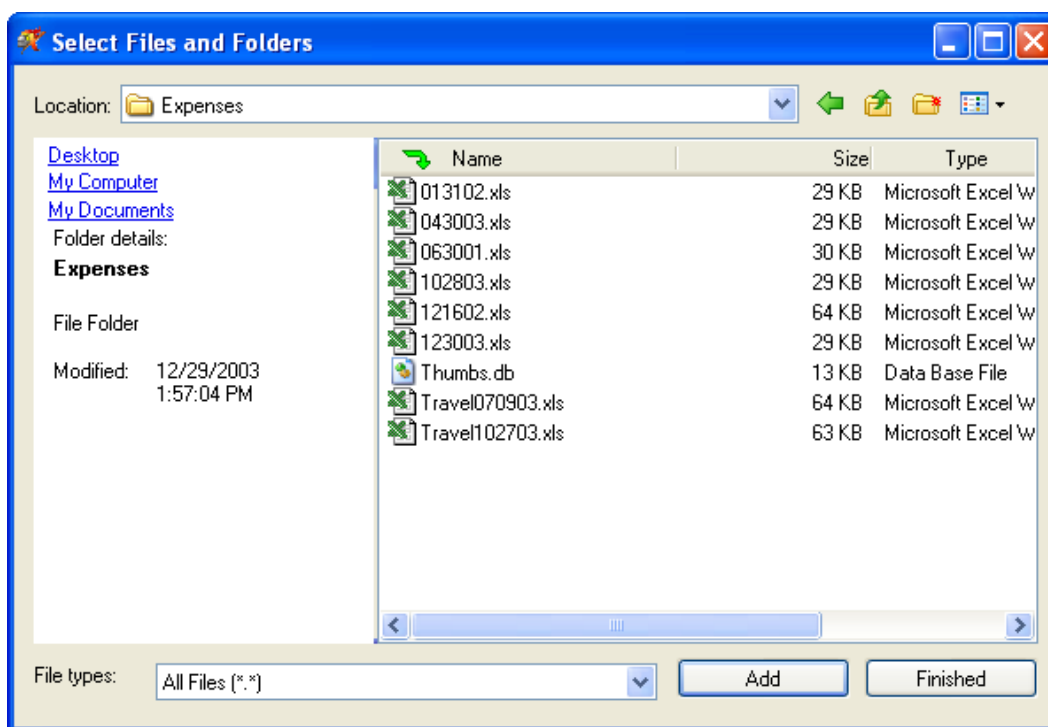 Select Files and Folders
Location: Expenses
Desktop
My Computer
My Documents
Folder details:
Expenses
File Folder
Modified: 12/29/2003
1:57:04 PM
Name Size Type
013102.xls 29 KB Microsoft Excel W
043003.xls 29 KB Microsoft Excel W
063001.xls 30 KB Microsoft Excel W
102803.xls 29 KB Microsoft Excel W
121602.xls 64 KB Microsoft Excel W
123003.xls 29 KB Microsoft Excel W
Thumbs.db 13 KB Data Base File
Travel070903.xls 64 KB Microsoft Excel W
Travel102703.xls 63 KB Microsoft Excel W
File types: All Files (*.*) Add Finished